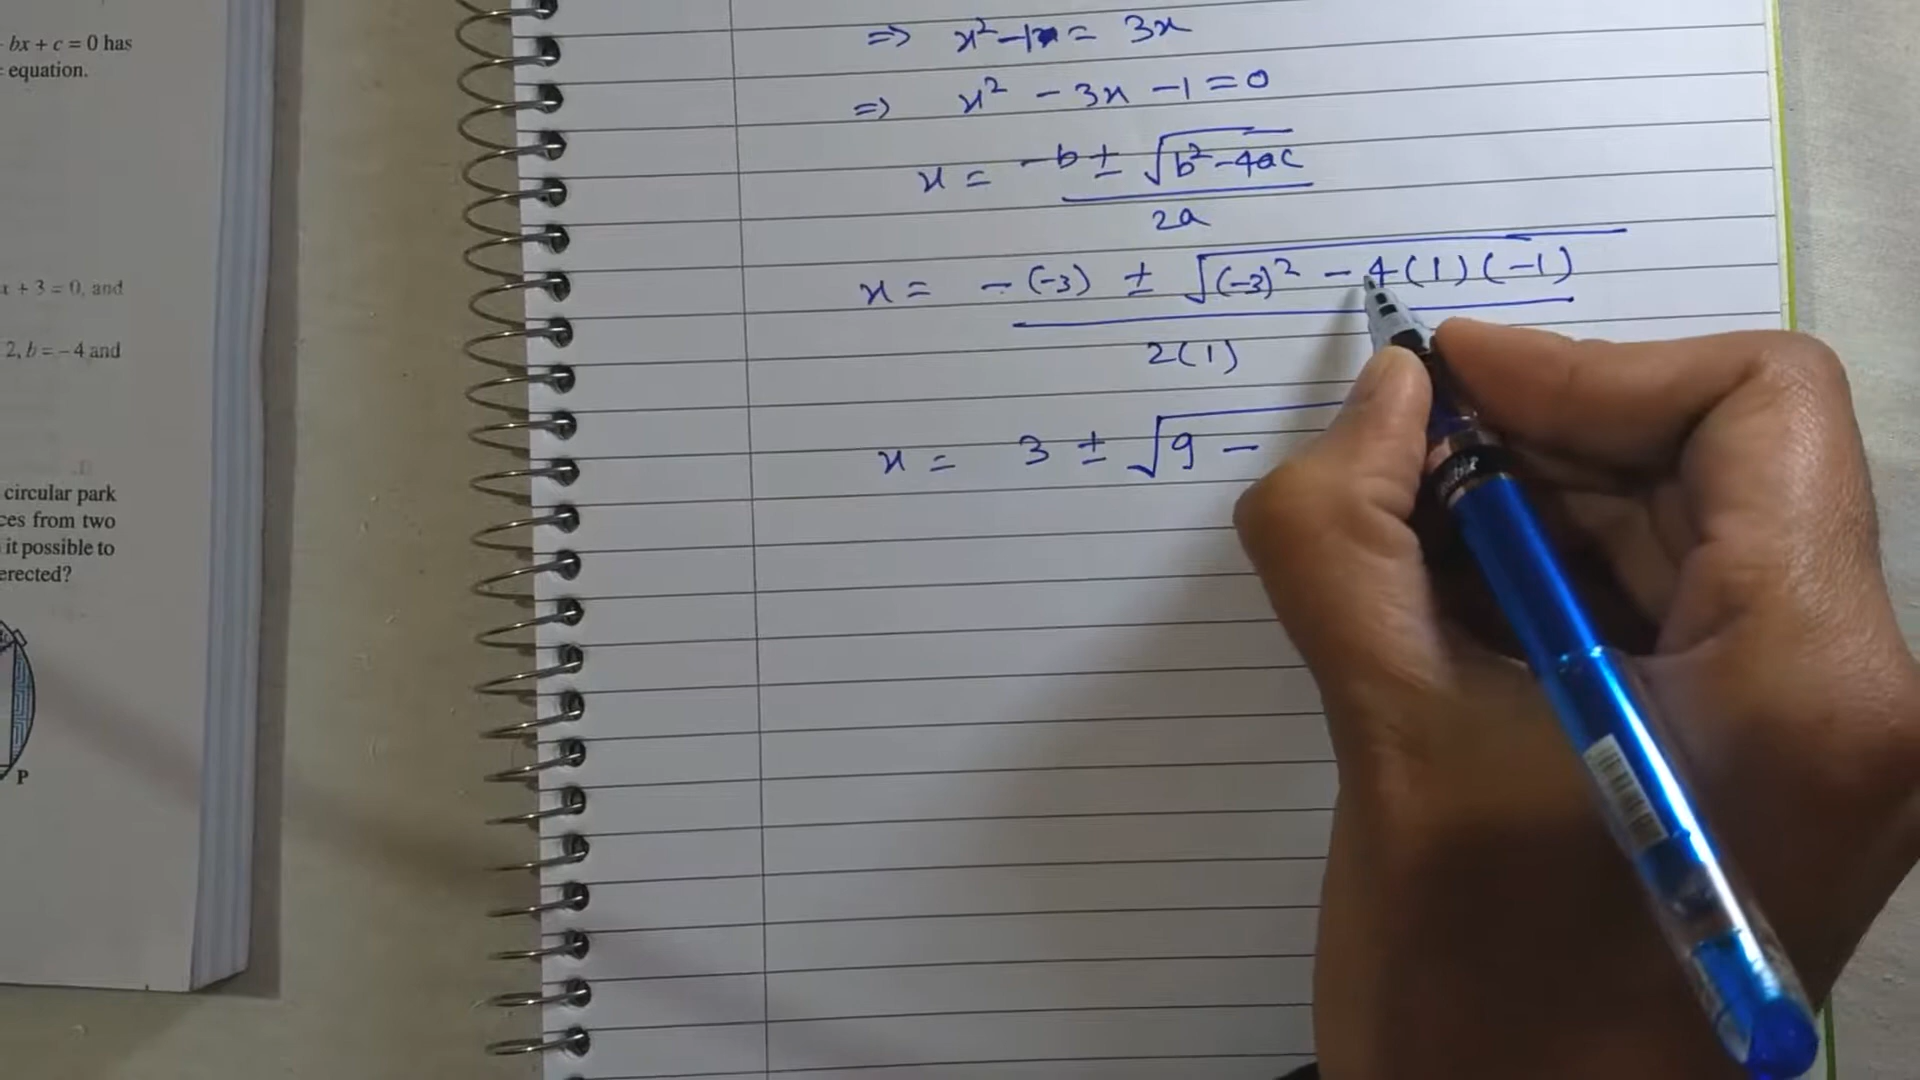 bx + c = 0 has
equation.
x + 3 = 0, and
2, b = – 4 and
circular park
ces from two
it possible to
erected?
P
⇒ x² – 1 = 3x
⇒ x² – 3x – 1 = 0
x = –b ± √(b² – 4ac)
2a
x = – (–3) ± √((–3)² – 4(1)(–1))
2(1)
x = 3 ± √9 –